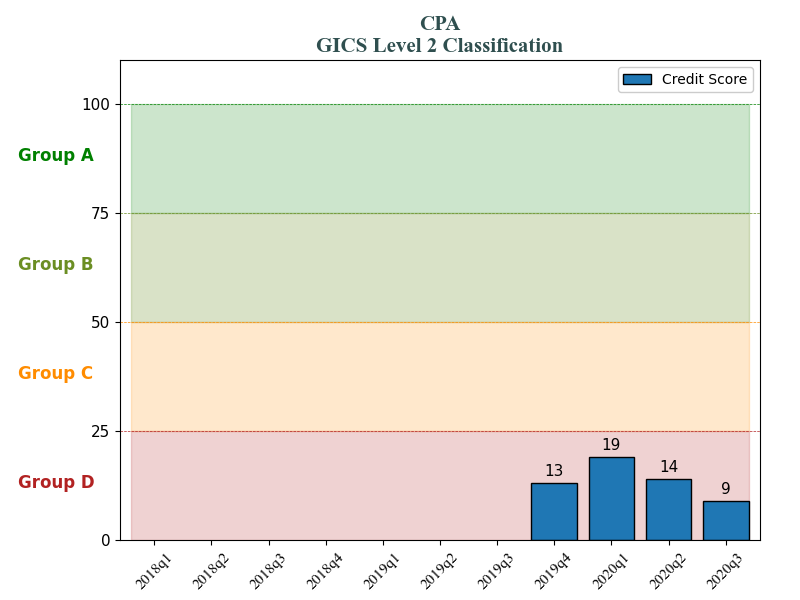 CPA
GICS Level 2 Classification
Credit Score
100
Group A
75
Group B
50
Group C
25
Group D
0
13
19
14
9
2018q1
2018q2
2018q3
2018q4
2019q1
2019q2
2019q3
2019q4
2020q1
2020q2
2020q3